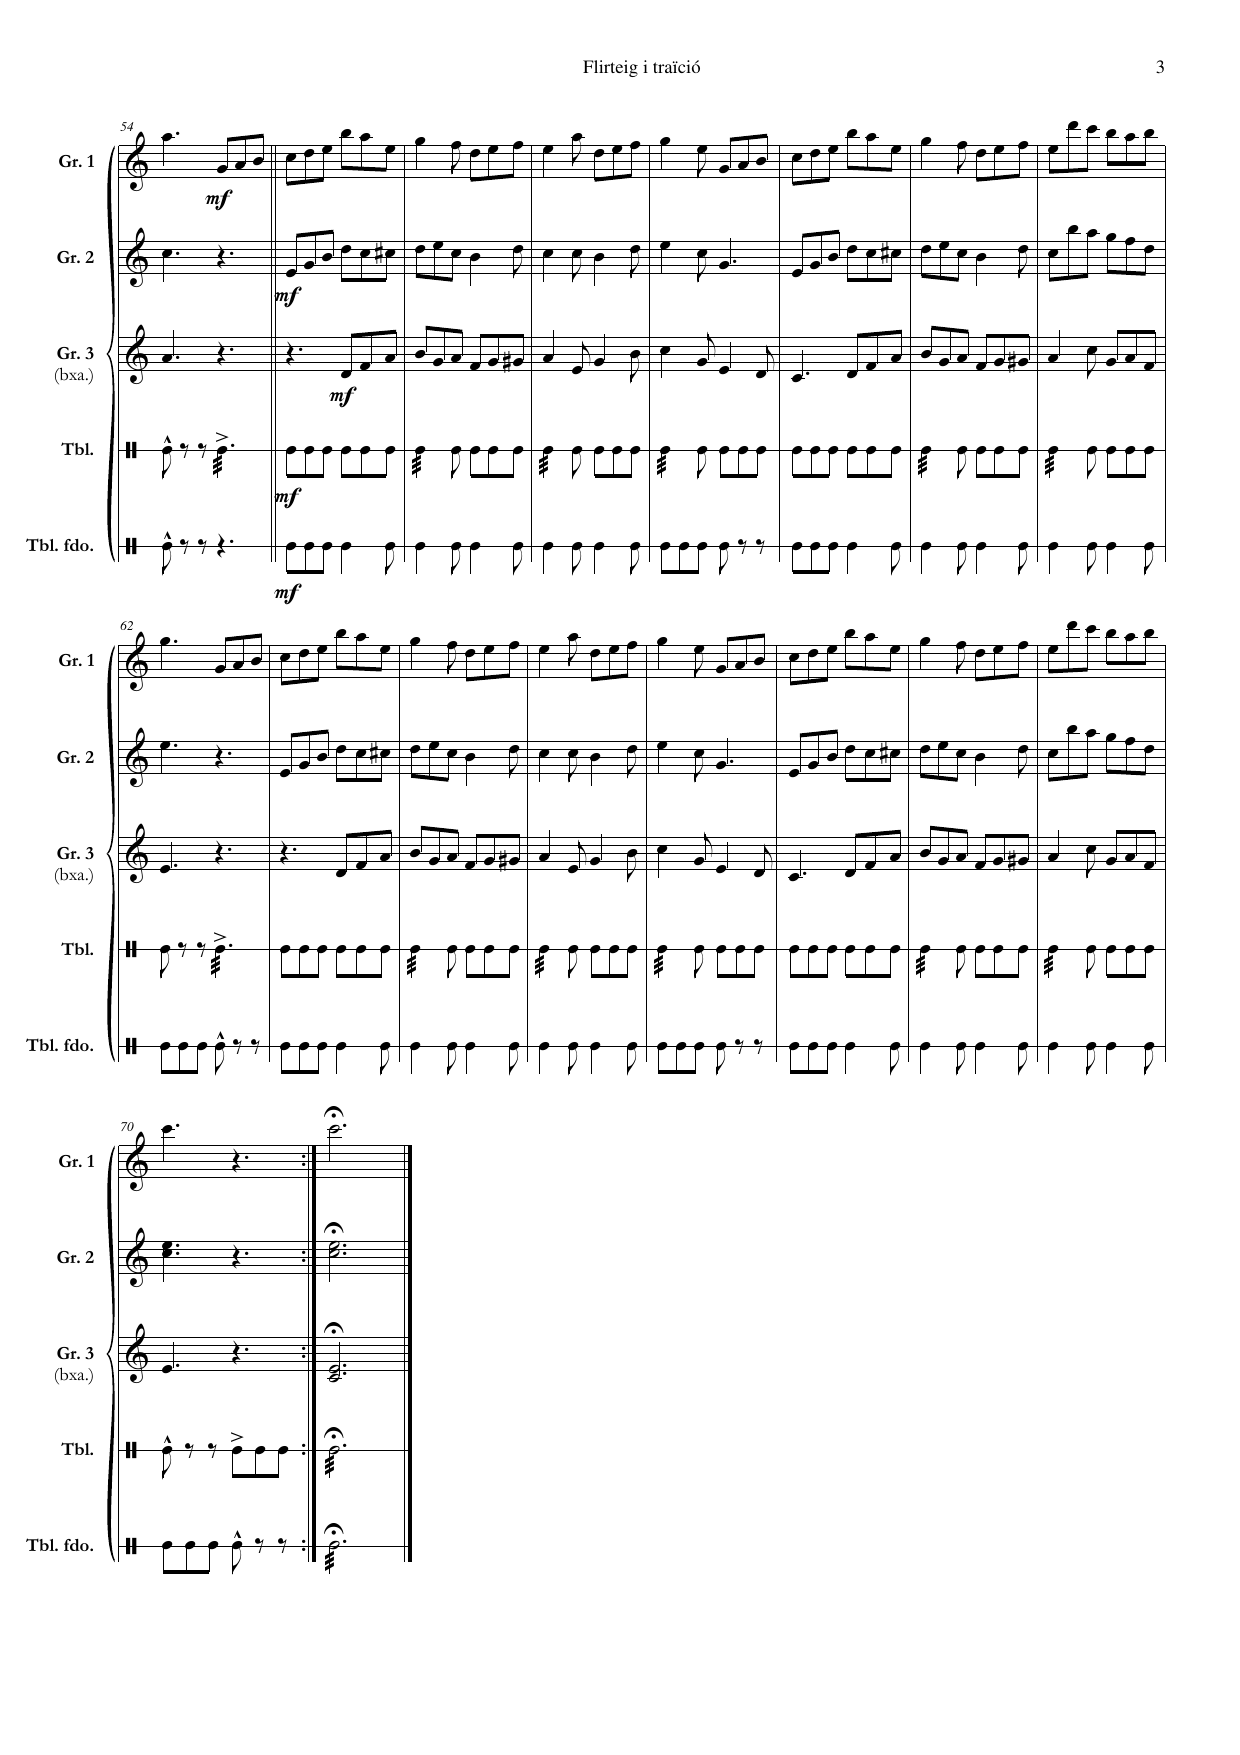 Flirteig i traïció 3
54
Gr. 1
mf
Gr. 2
mf
Gr. 3
(bxa.)
mf
Tbl.
mf
Tbl. fdo.
mf
62
Gr. 1
Gr. 2
Gr. 3
(bxa.)
Tbl.
Tbl. fdo.
70
Gr. 1
Gr. 2
Gr. 3
(bxa.)
Tbl.
Tbl. fdo.